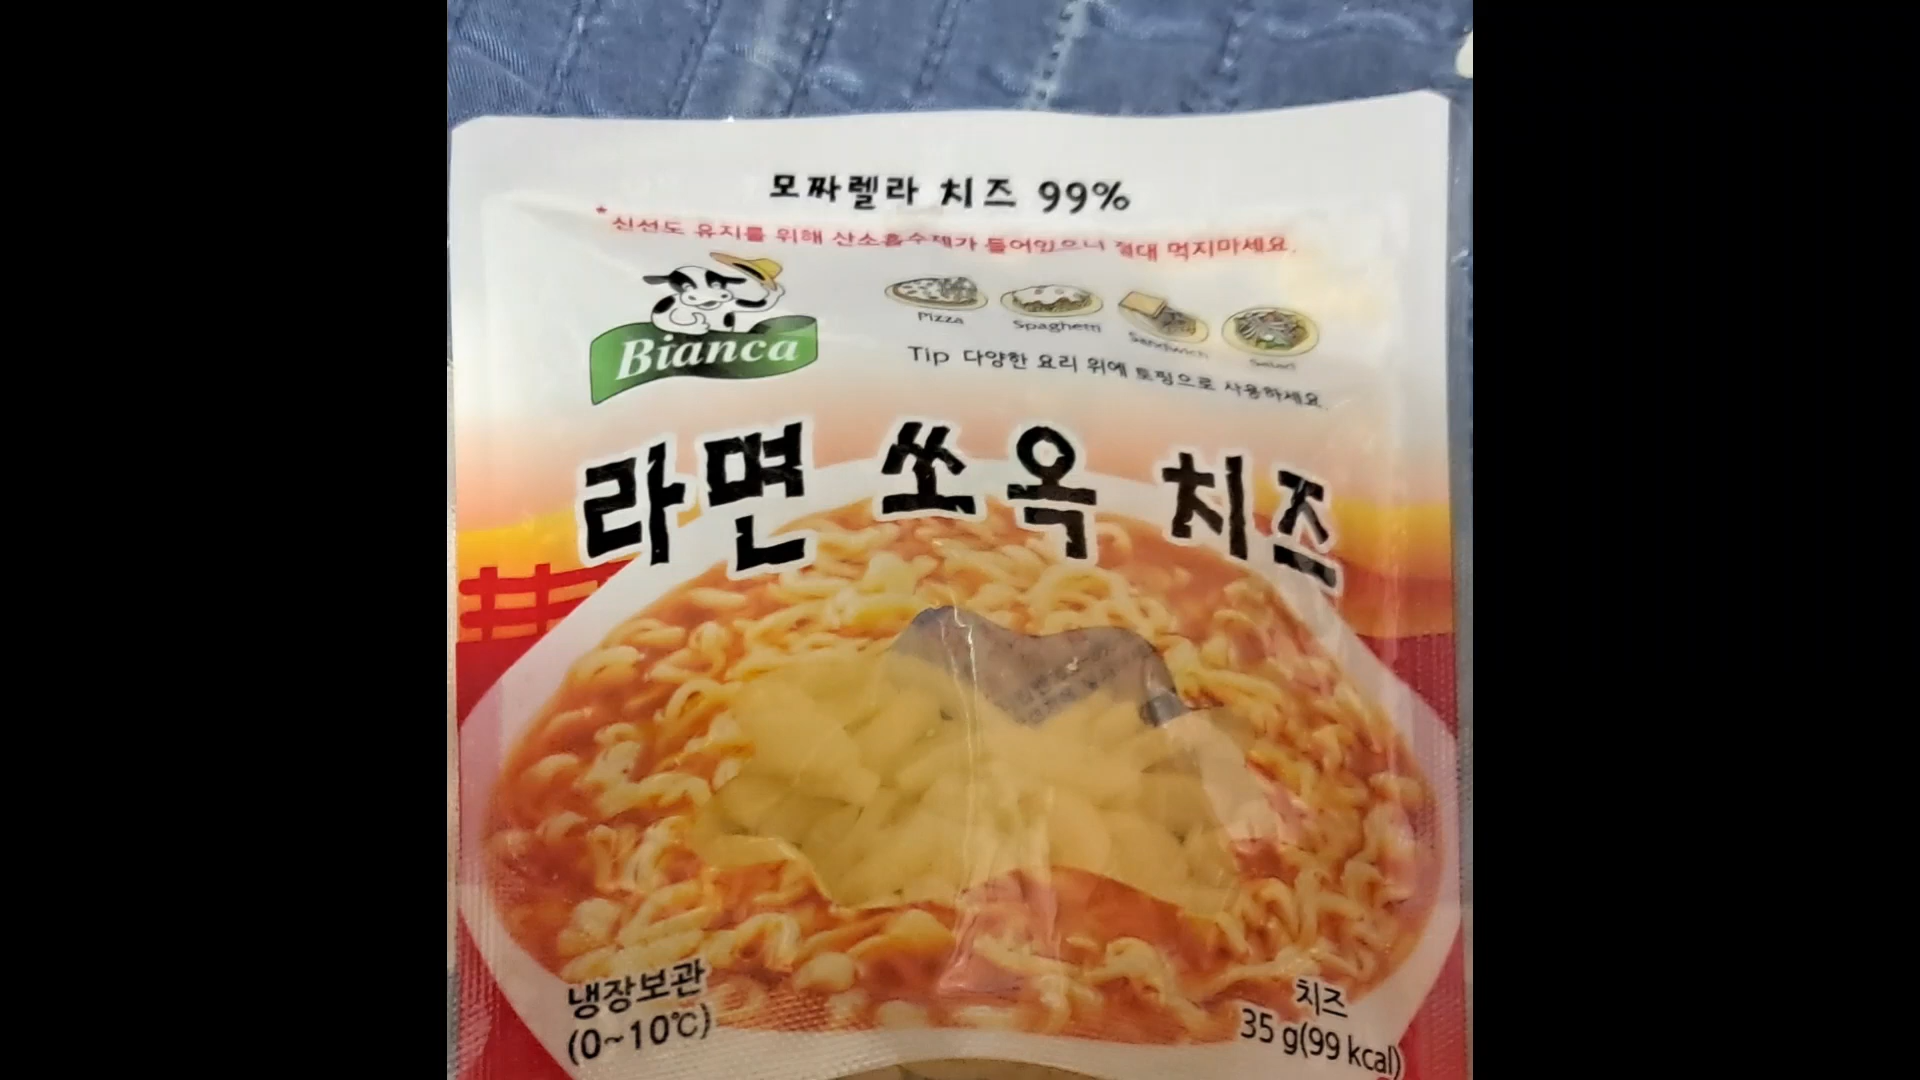 모짜렐라 치즈 99%
*신선도 유지를 위해 산소흡수제가 들어있으니 절대 먹지마세요.
Bianca
Pizza Spaghetti Sandwich Salad
Tip 다양한 요리 위에 토핑으로 사용하세요.
라면 쏘옥 치즈
냉장보관
(0~10℃)
치즈
35 g(99 kcal)